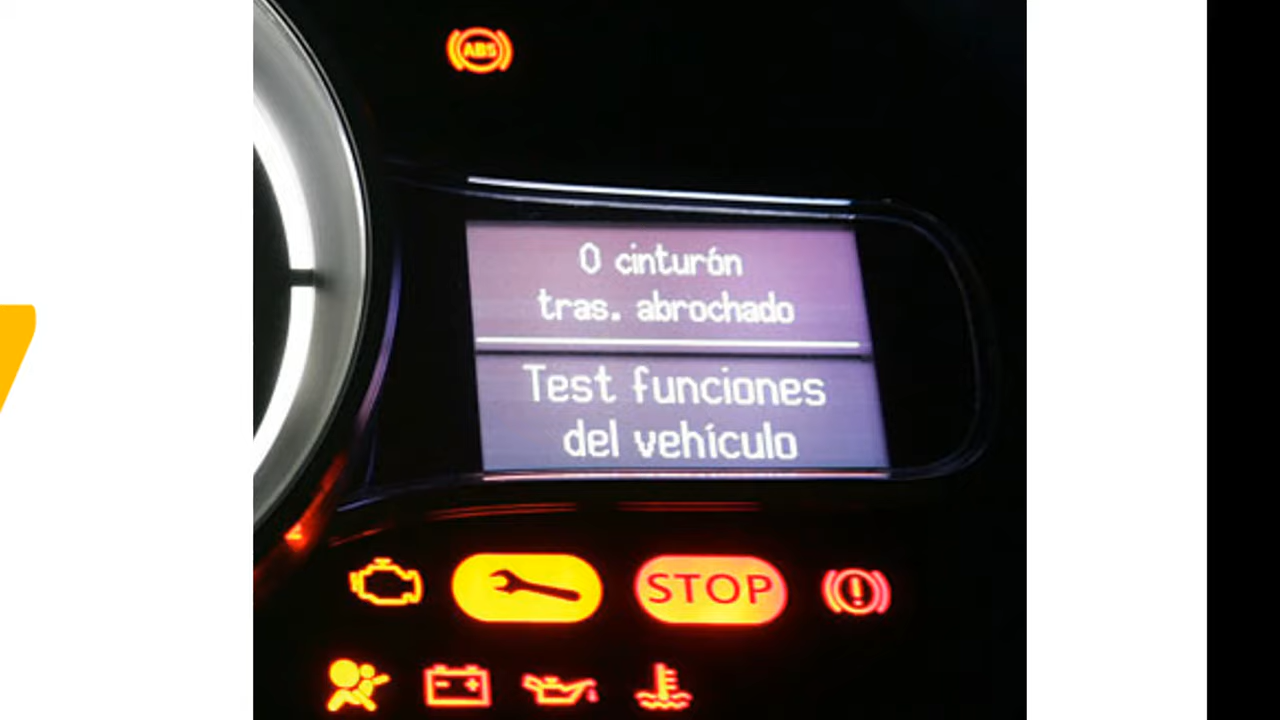 ABS
0 cinturón
tras. abrochado
Test funciones
del vehículo
STOP